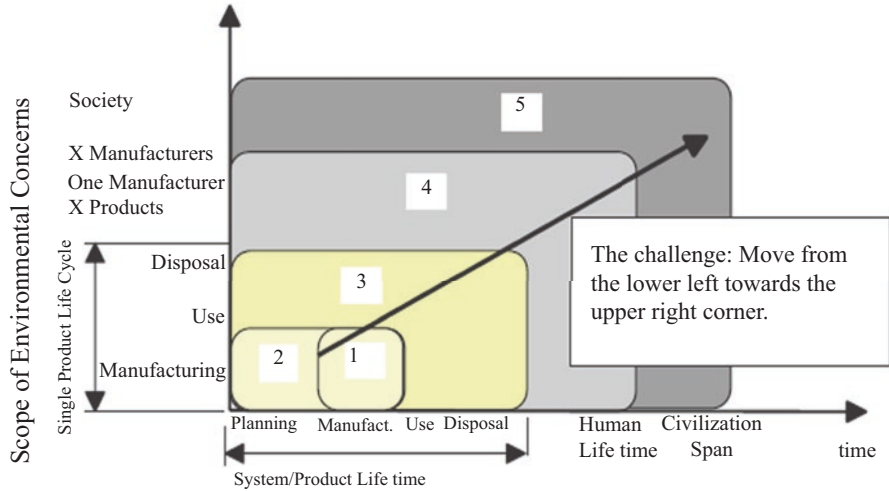 Scope of Environmental Concerns
Single Product Life Cycle
Society
X Manufacturers
One Manufacturer
X Products
Disposal
Use
Manufacturing
5
4
3
2
1
The challenge: Move from
the lower left towards the
upper right corner.
Planning
Manufact.
Use
Disposal
Human
Life time
Civilization
Span
time
System/Product Life time